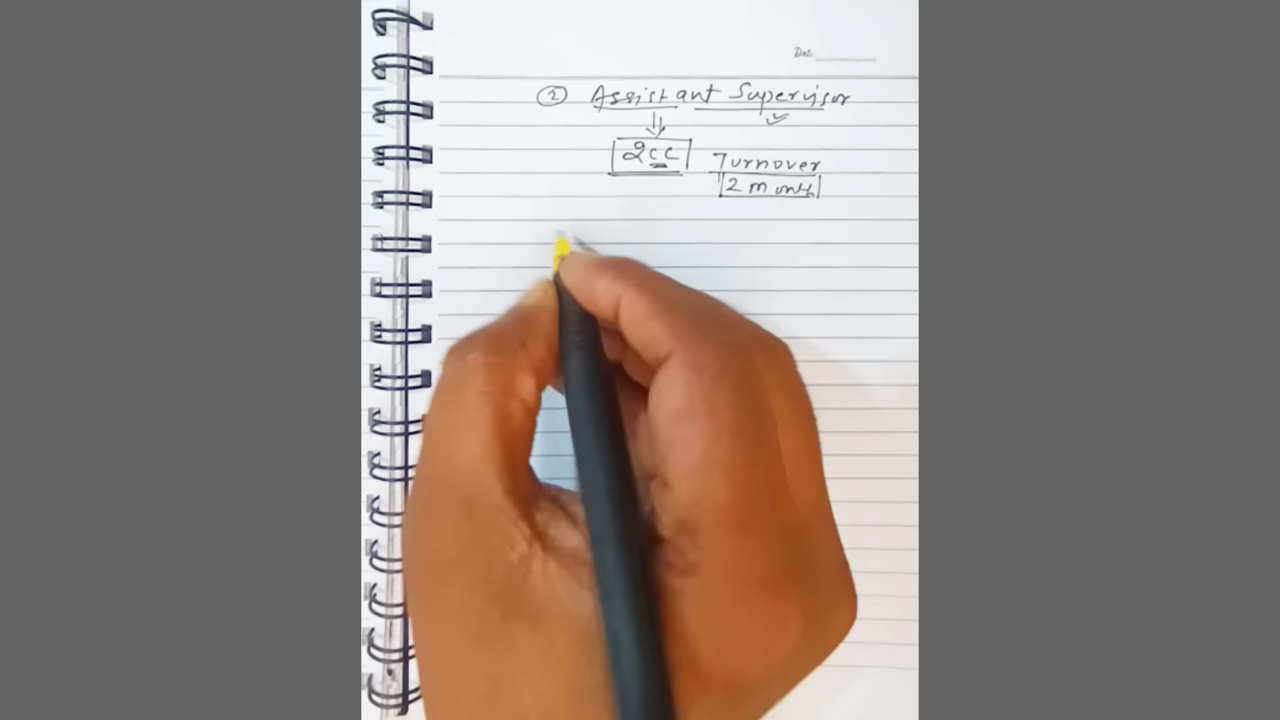 Date
② Assistant Supervisor
2cc
Turnover
2 month